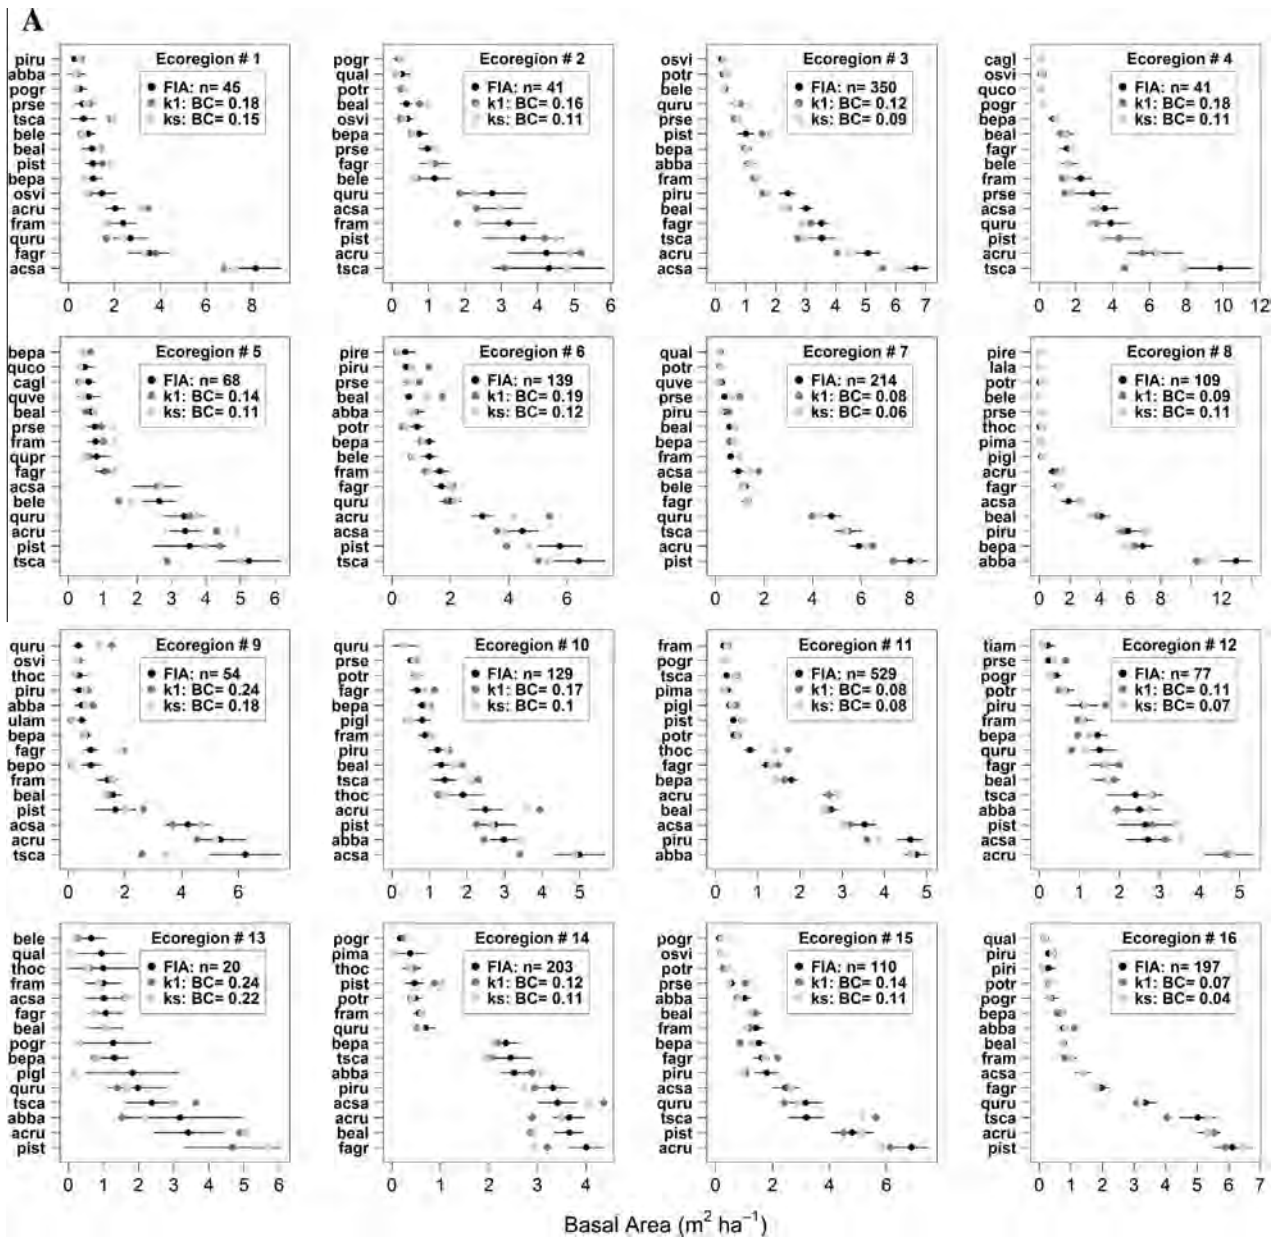 A
Ecoregion # 1
piru
abba
pogr
prse
tsca
bele
beal
pist
bepa
osvi
acru
fram
quru
fagr
acsa
FIA: n= 45
k1: BC= 0.18
ks: BC= 0.15
0 2 4 6 8
Ecoregion # 2
pogr
qual
potr
beal
osvi
bepa
prse
fagr
bele
quru
acsa
fram
pist
acru
tsca
FIA: n= 41
k1: BC= 0.16
ks: BC= 0.11
0 1 2 3 4 5 6
Ecoregion # 3
osvi
potr
bele
quru
prse
pist
bepa
abba
fram
piru
beal
fagr
tsca
acsa
FIA: n= 350
k1: BC= 0.12
ks: BC= 0.09
0 1 2 3 4 5 6 7
Ecoregion # 4
cagl
osvi
quco
pogr
bepa
beal
fagr
bele
fram
prse
acsa
quru
pist
acru
tsca
FIA: n= 41
k1: BC= 0.18
ks: BC= 0.11
0 2 4 6 8 10 12
Ecoregion # 5
bepa
quco
cagl
quve
beal
prse
fram
qupr
fagr
acsa
bele
quru
acru
pist
tsca
FIA: n= 68
k1: BC= 0.14
ks: BC= 0.11
0 1 2 3 4 5 6
Ecoregion # 6
pire
piru
prse
beal
abba
potr
bepa
bele
fram
fagr
quru
acru
acsa
pist
tsca
FIA: n= 139
k1: BC= 0.19
ks: BC= 0.12
0 2 4 6
Ecoregion # 7
qual
potr
quve
prse
piru
beal
bepa
fram
acsa
bele
fagr
quru
tsca
acru
pist
FIA: n= 214
k1: BC= 0.08
ks: BC= 0.06
0 2 4 6 8
Ecoregion # 8
pire
lala
potr
bele
prse
thoc
pima
pigl
acru
fagr
acsa
beal
piru
bepa
abba
FIA: n= 109
k1: BC= 0.09
ks: BC= 0.11
0 2 4 6 8 12
Ecoregion # 9
quru
osvi
thoc
piru
abba
ulam
bepa
fagr
bepo
fram
beal
pist
acsa
acru
tsca
FIA: n= 54
k1: BC= 0.24
ks: BC= 0.18
0 2 4 6
Ecoregion # 10
quru
prse
potr
fagr
bepa
pigl
fram
piru
beal
tsca
thoc
acru
pist
abba
acsa
FIA: n= 129
k1: BC= 0.17
ks: BC= 0.1
0 1 2 3 4 5
Ecoregion # 11
fram
pogr
tsca
pima
pigl
pist
potr
thoc
fagr
bepa
acru
beal
acsa
piru
abba
FIA: n= 529
k1: BC= 0.08
ks: BC= 0.08
0 1 2 3 4 5
Ecoregion # 12
tiam
prse
pogr
potr
piru
fram
bepa
quru
fagr
beal
tsca
abba
pist
acsa
acru
FIA: n= 77
k1: BC= 0.11
ks: BC= 0.07
0 1 2 3 4 5
Ecoregion # 13
bele
qual
thoc
fram
acsa
fagr
beal
pogr
bepa
pigl
quru
tsca
abba
acru
pist
FIA: n= 20
k1: BC= 0.24
ks: BC= 0.22
0 1 2 3 4 5 6
Ecoregion # 14
pogr
pima
thoc
pist
potr
fram
quru
bepa
tsca
abba
piru
acsa
acru
beal
fagr
FIA: n= 203
k1: BC= 0.12
ks: BC= 0.11
0 1 2 3 4
Ecoregion # 15
pogr
osvi
potr
prse
abba
beal
fram
bepa
fagr
piru
acsa
quru
tsca
pist
acru
FIA: n= 110
k1: BC= 0.14
ks: BC= 0.11
0 2 4 6
Ecoregion # 16
qual
piru
piri
potr
pogr
bepa
abba
beal
fram
acsa
fagr
quru
tsca
acru
pist
FIA: n= 197
k1: BC= 0.07
ks: BC= 0.04
0 1 2 3 4 5 6 7
Basal Area (m² ha⁻¹)